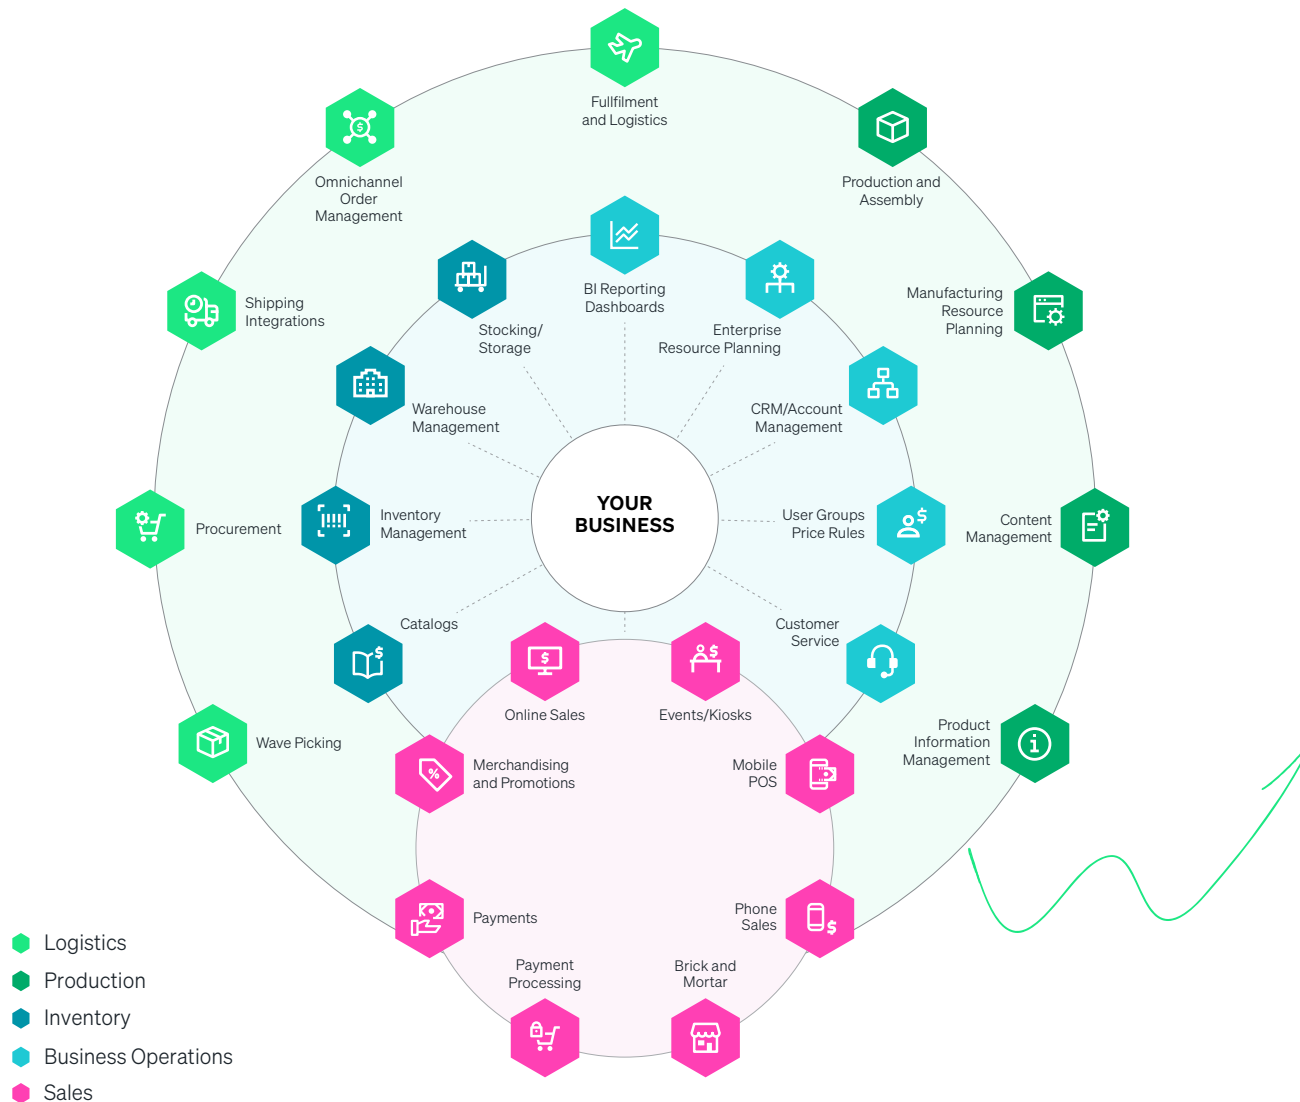 Fullfilment
and Logistics
Omnichannel
Order
Management
Production and
Assembly
Shipping
Integrations
Manufacturing
Resource
Planning
BI Reporting
Dashboards
Stocking/
Storage
Enterprise
Resource Planning
Warehouse
Management
CRM/Account
Management
YOUR
BUSINESS
Procurement
Inventory
Management
User Groups
Price Rules
Content
Management
Catalogs
Customer
Service
Online Sales
Events/Kiosks
Wave Picking
Product
Information
Management
Merchandising
and Promotions
Mobile
POS
Payments
Phone
Sales
Payment
Processing
Brick and
Mortar
Logistics
Production
Inventory
Business Operations
Sales